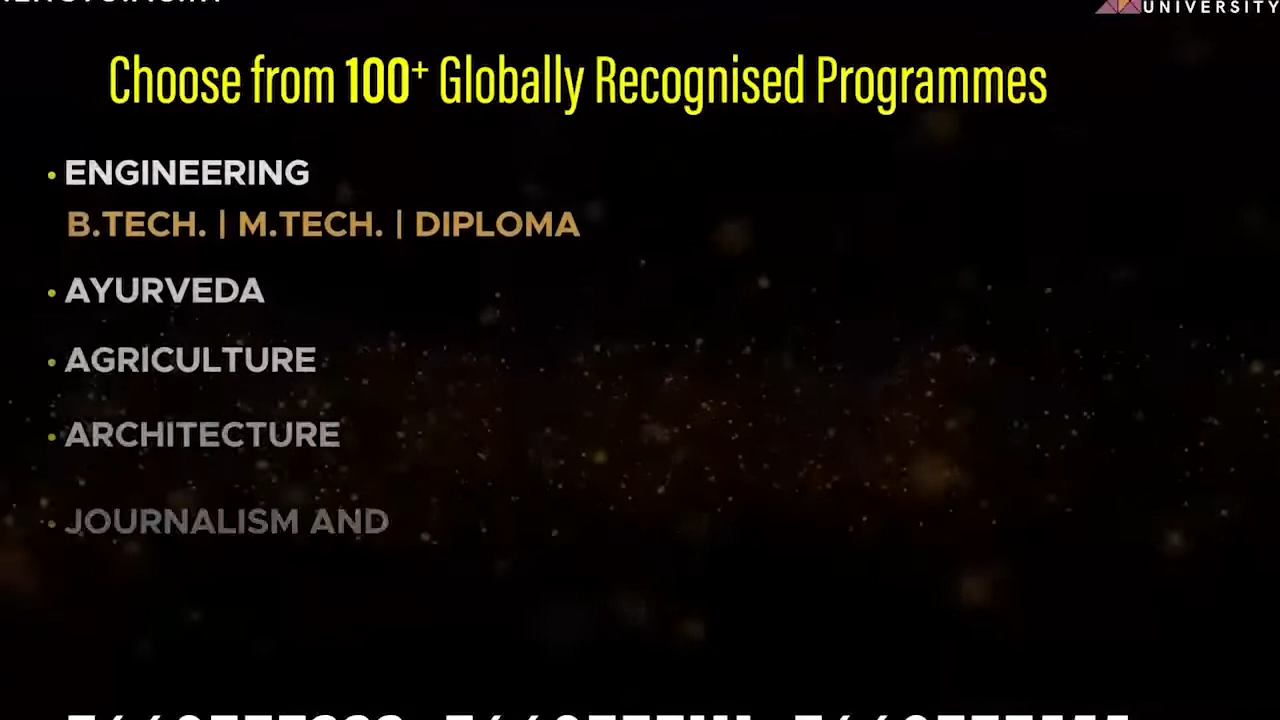 UNIVERSITY
Choose from 100+ Globally Recognised Programmes
• ENGINEERING
B.TECH. | M.TECH. | DIPLOMA
• AYURVEDA
• AGRICULTURE
• ARCHITECTURE
• JOURNALISM AND